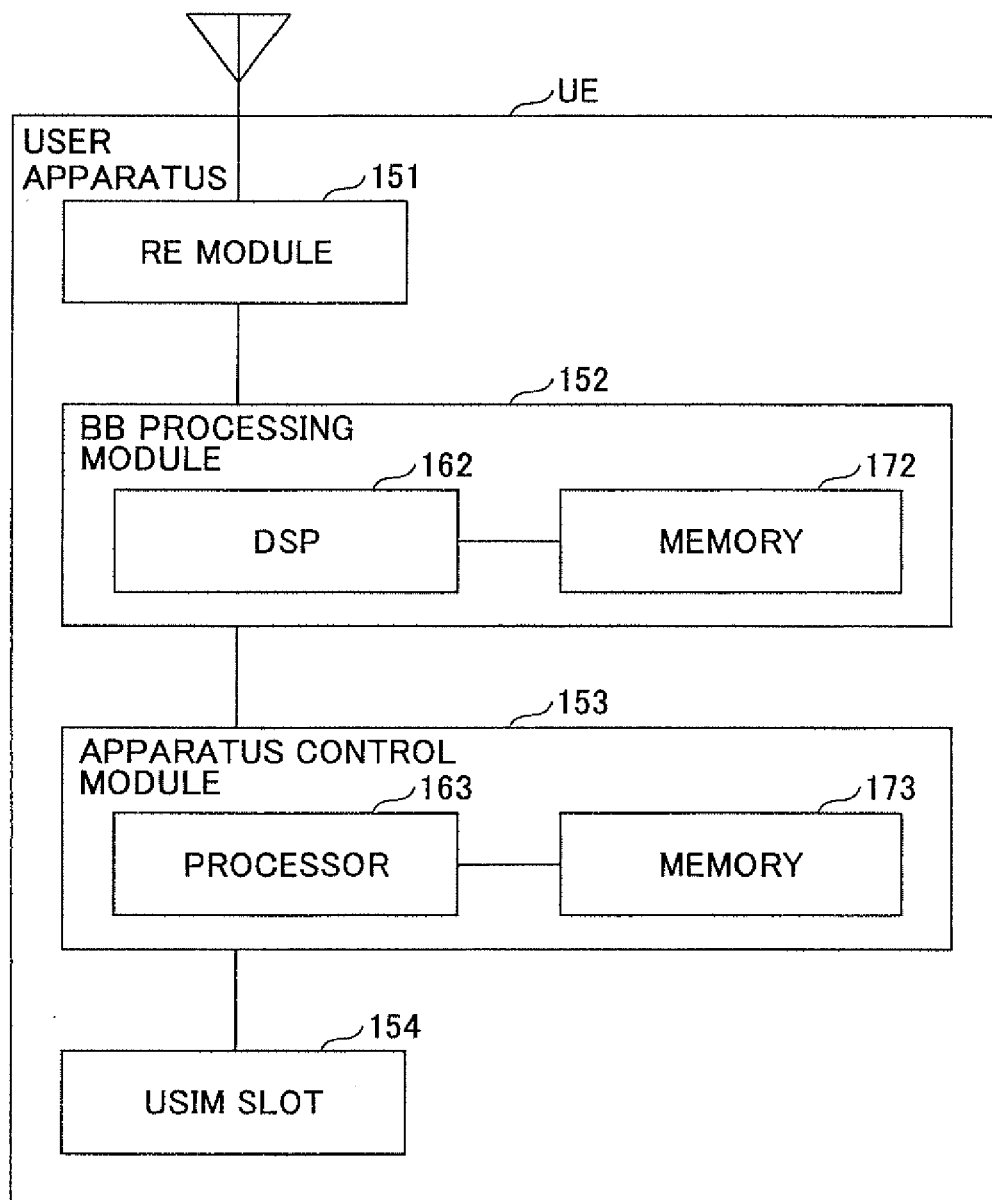 UE
USER
APPARATUS
151
RE MODULE
152
BB PROCESSING
MODULE
162
172
DSP
MEMORY
153
APPARATUS CONTROL
MODULE
163
173
PROCESSOR
MEMORY
154
USIM SLOT